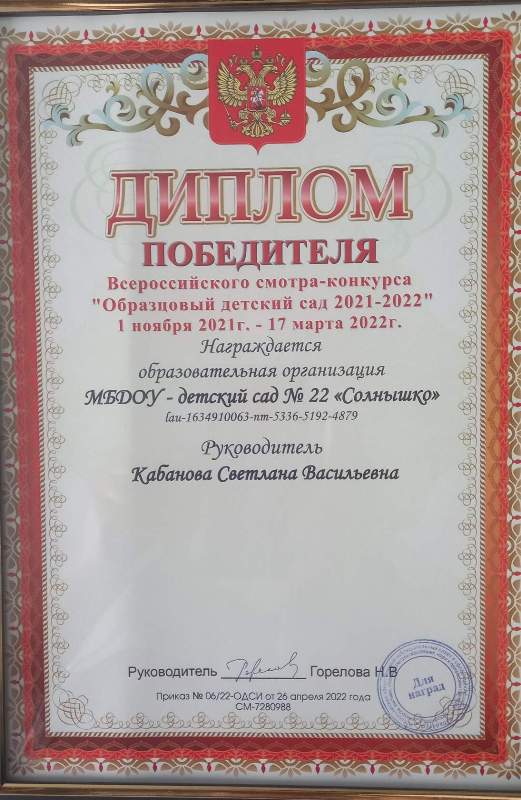 ДИПЛОМ
ПОБЕДИТЕЛЯ
Всероссийского смотра-конкурса
"Образцовый детский сад 2021-2022"
1 ноября 2021г. - 17 марта 2022г.
Награждается
образовательная организация
МБДОУ - детский сад № 22 «Солнышко»
lau-1634910063-nm-5336-5192-4879
Руководитель
Кабанова Светлана Васильевна
Руководитель Горелова Н.В
Приказ № 06/22-ОДСИ от 26 апреля 2022 года
СМ-7280988
Для
наград